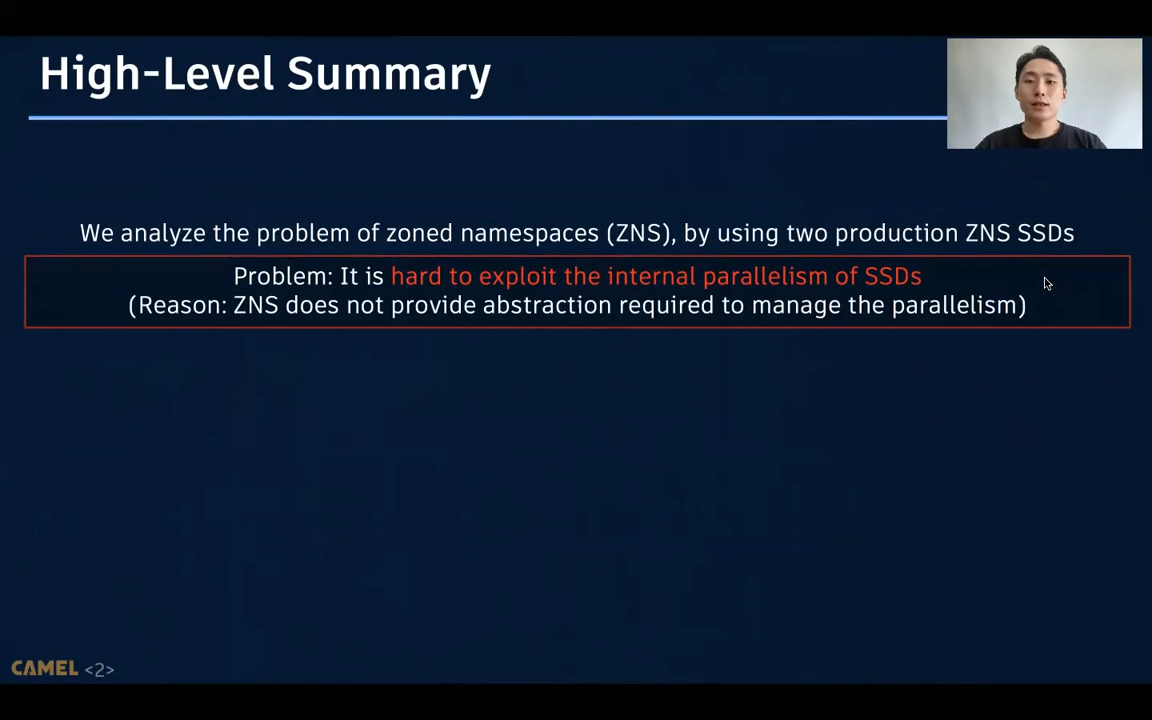 High-Level Summary
We analyze the problem of zoned namespaces (ZNS), by using two production ZNS SSDs
Problem: It is hard to exploit the internal parallelism of SSDs
(Reason: ZNS does not provide abstraction required to manage the parallelism)
CAMEL <2>